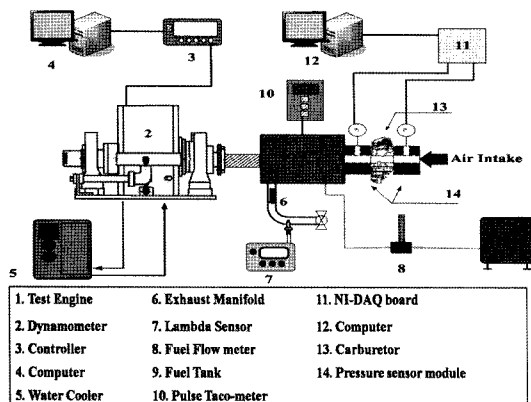 4
3
12
11
10
13
2
Air Intake
6
14
5
7
8
1. Test Engine 6. Exhaust Manifold 11. NI-DAQ board
2. Dynamometer 7. Lambda Sensor 12. Computer
3. Controller 8. Fuel Flow meter 13. Carburetor
4. Computer 9. Fuel Tank 14. Pressure sensor module
5. Water Cooler 10. Pulse Taco-meter